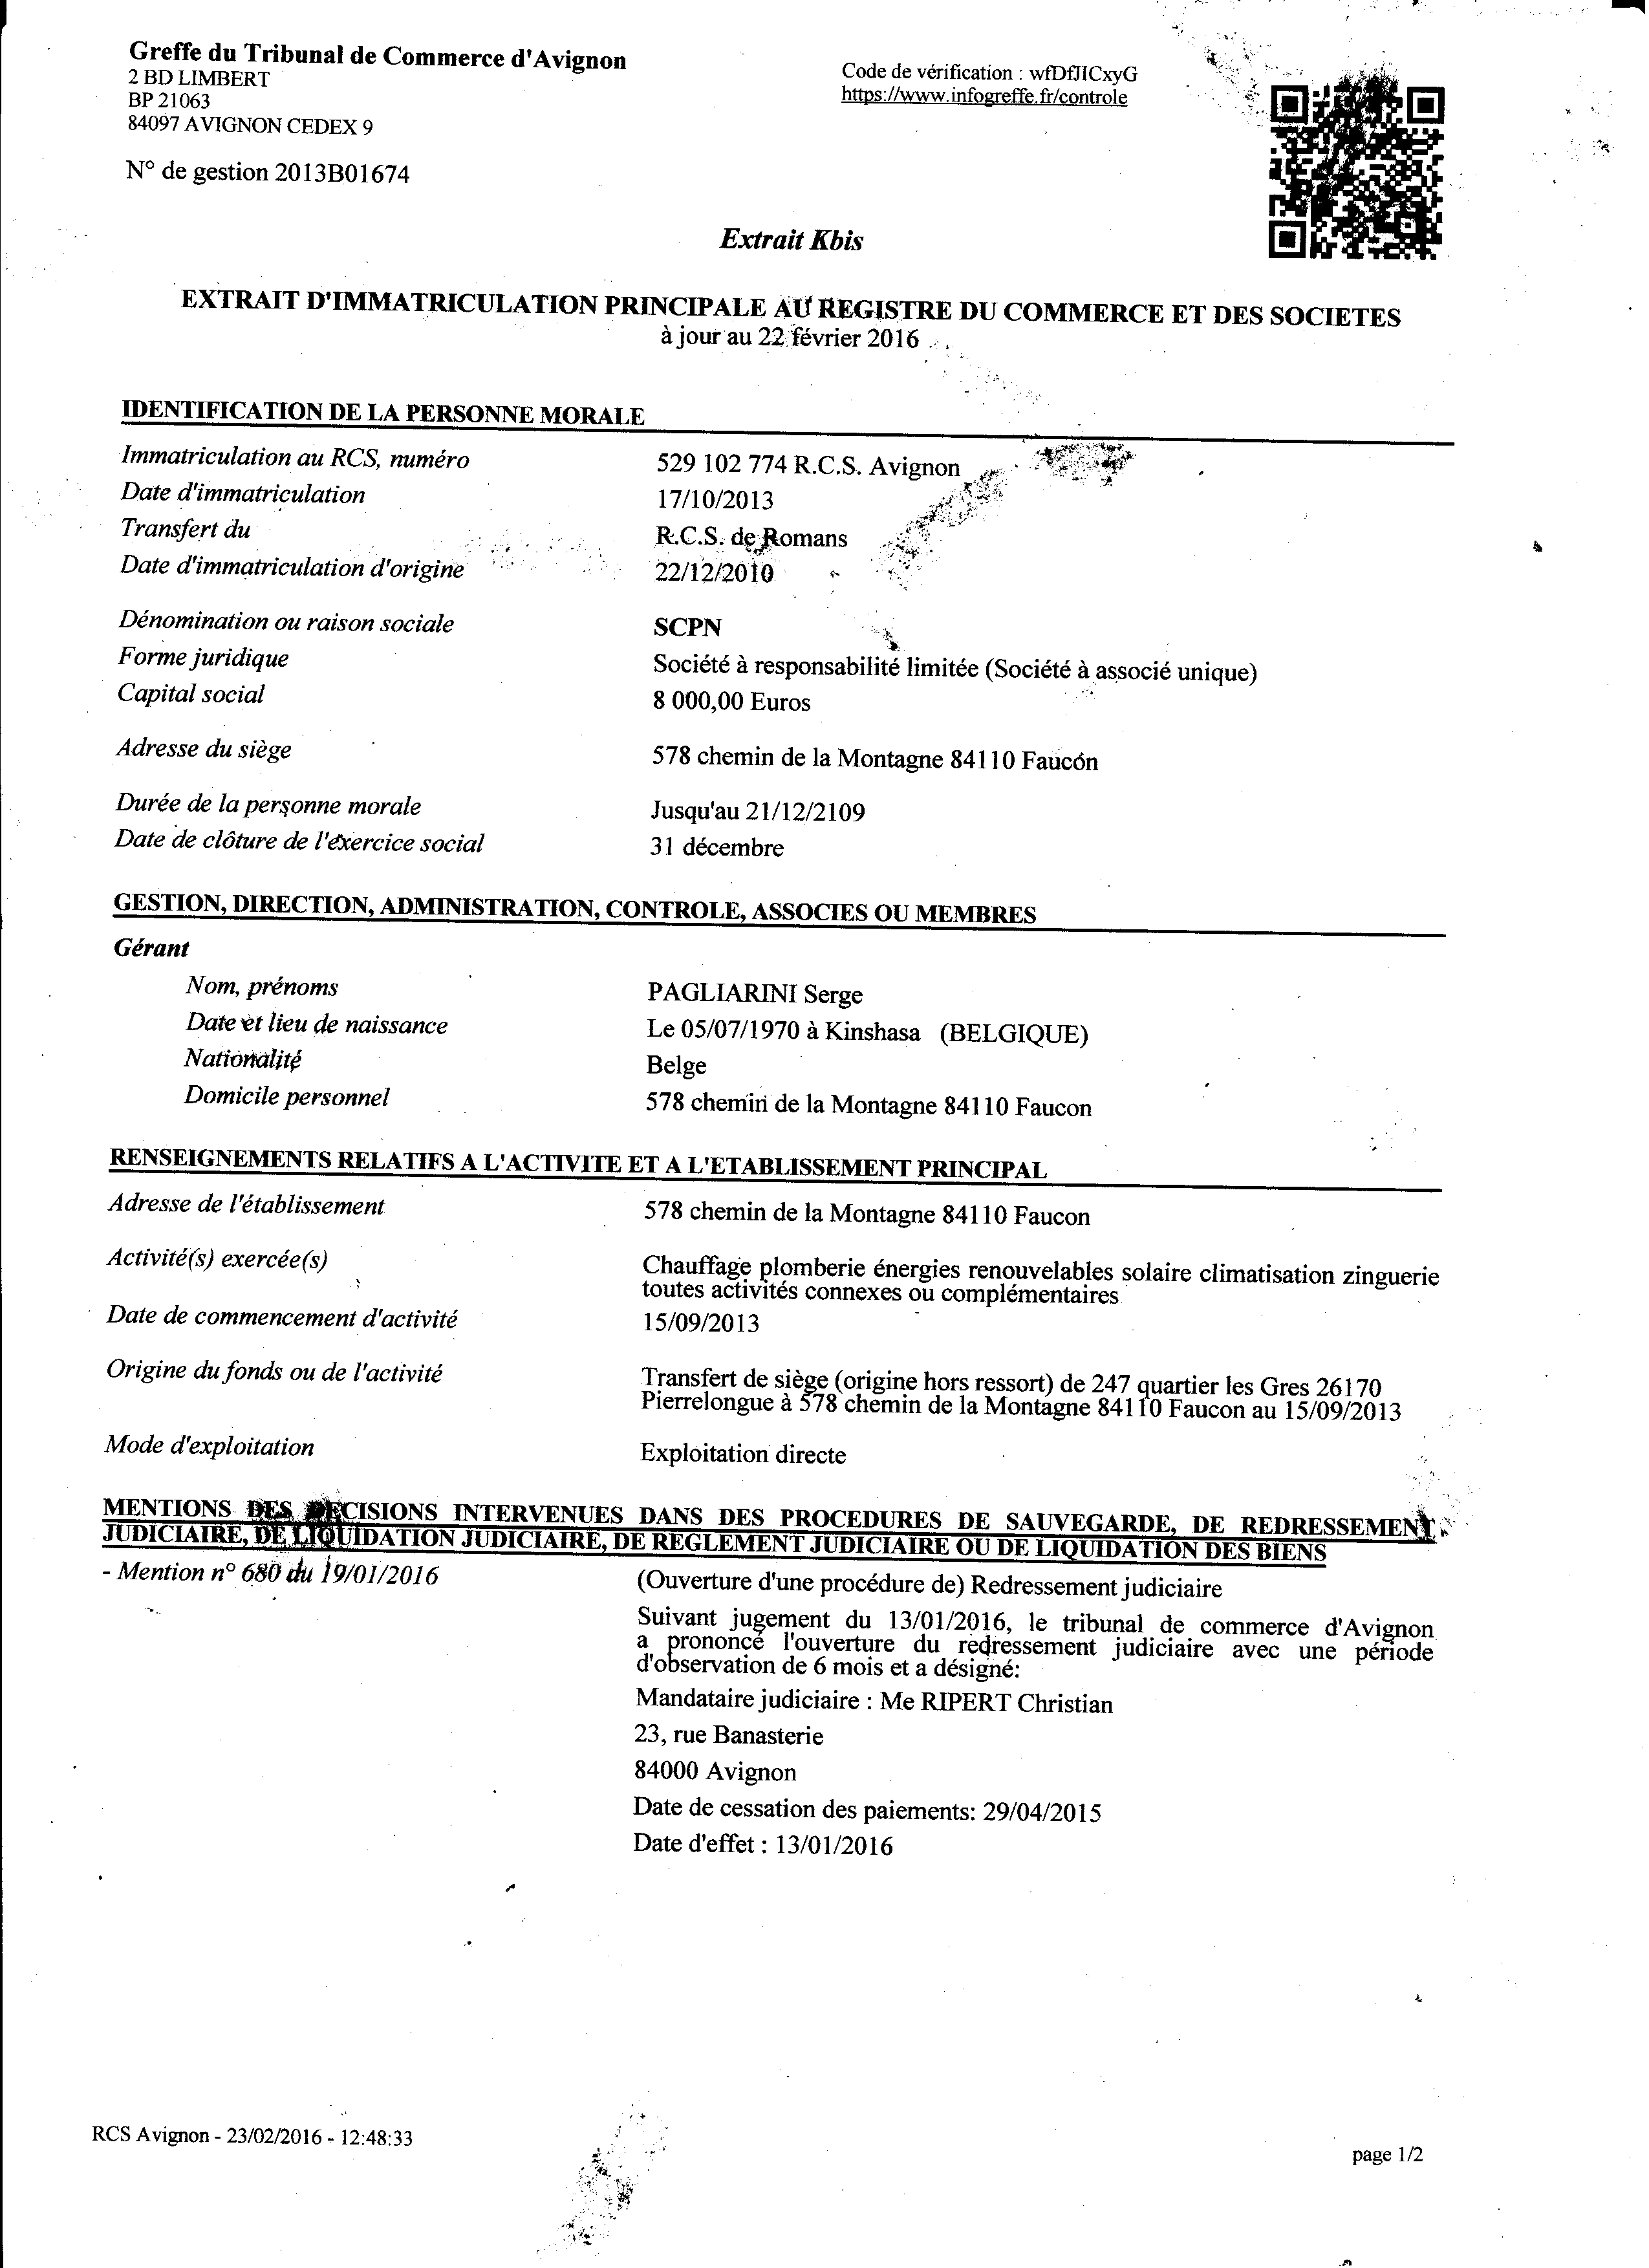 Greffe du Tribunal de Commerce d'Avignon
2 BD LIMBERT
BP 21063
84097 AVIGNON CEDEX 9
N° de gestion 2013B01674
Code de vérification : wfDfJICxyG
https://www.infogreffe.fr/controle
Extrait Kbis
EXTRAIT D'IMMATRICULATION PRINCIPALE AU REGISTRE DU COMMERCE ET DES SOCIETES
à jour au 22 février 2016
IDENTIFICATION DE LA PERSONNE MORALE
Immatriculation au RCS, numéro 529 102 774 R.C.S. Avignon
Date d'immatriculation 17/10/2013
Transfert du R.C.S. de Romans
Date d'immatriculation d'origine 22/12/2010
Dénomination ou raison sociale SCPN
Forme juridique Société à responsabilité limitée (Société à associé unique)
Capital social 8 000,00 Euros
Adresse du siège 578 chemin de la Montagne 84110 Faucon
Durée de la personne morale Jusqu'au 21/12/2109
Date de clôture de l'exercice social 31 décembre
GESTION, DIRECTION, ADMINISTRATION, CONTROLE, ASSOCIES OU MEMBRES
Gérant
Nom, prénoms PAGLIARINI Serge
Date et lieu de naissance Le 05/07/1970 à Kinshasa (BELGIQUE)
Nationalité Belge
Domicile personnel 578 chemin de la Montagne 84110 Faucon
RENSEIGNEMENTS RELATIFS A L'ACTIVITE ET A L'ETABLISSEMENT PRINCIPAL
Adresse de l'établissement 578 chemin de la Montagne 84110 Faucon
Activité(s) exercée(s) Chauffage plomberie énergies renouvelables solaire climatisation zinguerie
toutes activités connexes ou complémentaires
Date de commencement d'activité 15/09/2013
Origine du fonds ou de l'activité Transfert de siège (origine hors ressort) de 247 quartier les Gres 26170
Pierrelongue à 578 chemin de la Montagne 84110 Faucon au 15/09/2013
Mode d'exploitation Exploitation directe
MENTIONS DES DECISIONS INTERVENUES DANS DES PROCEDURES DE SAUVEGARDE, DE REDRESSEMENT
JUDICIAIRE, DE LIQUIDATION JUDICIAIRE, DE REGLEMENT JUDICIAIRE OU DE LIQUIDATION DES BIENS
- Mention n° 680 du 19/01/2016 (Ouverture d'une procédure de) Redressement judiciaire
Suivant jugement du 13/01/2016, le tribunal de commerce d'Avignon
a prononcé l'ouverture du redressement judiciaire avec une période
d'observation de 6 mois et a désigné:
Mandataire judiciaire : Me RIPERT Christian
23, rue Banasterie
84000 Avignon
Date de cessation des paiements: 29/04/2015
Date d'effet : 13/01/2016
RCS Avignon - 23/02/2016 - 12:48:33
page 1/2